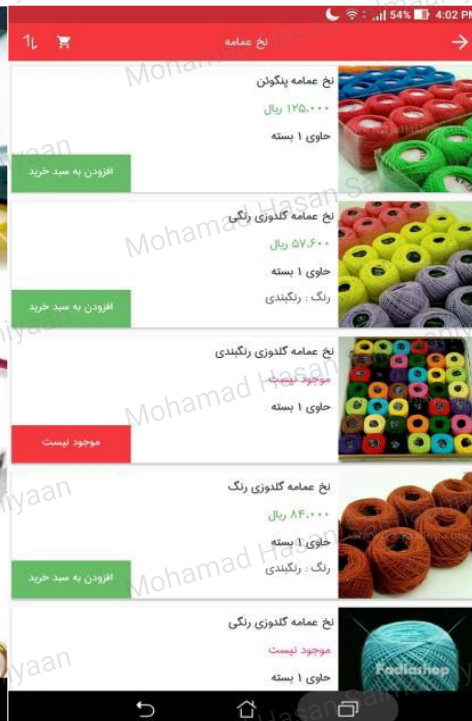 54% 4:02 PM
نخ عمامه
نخ عمامه پنگوئن
۱۲۵,۰۰۰ ریال
حاوی ۱ بسته
افزودن به سبد خرید
نخ عمامه گلدوزی رنگی
۵۷,۶۰۰ ریال
حاوی ۱ بسته
رنگ : رنگبندی
افزودن به سبد خرید
نخ عمامه گلدوزی رنگبندی
موجود نیست
حاوی ۱ بسته
موجود نیست
نخ عمامه گلدوزی رنگ
۸۴,۰۰۰ ریال
حاوی ۱ بسته
رنگ : رنگبندی
افزودن به سبد خرید
نخ عمامه گلدوزی رنگی
موجود نیست
حاوی ۱ بسته
Fadlashop
Mohamad Hasan